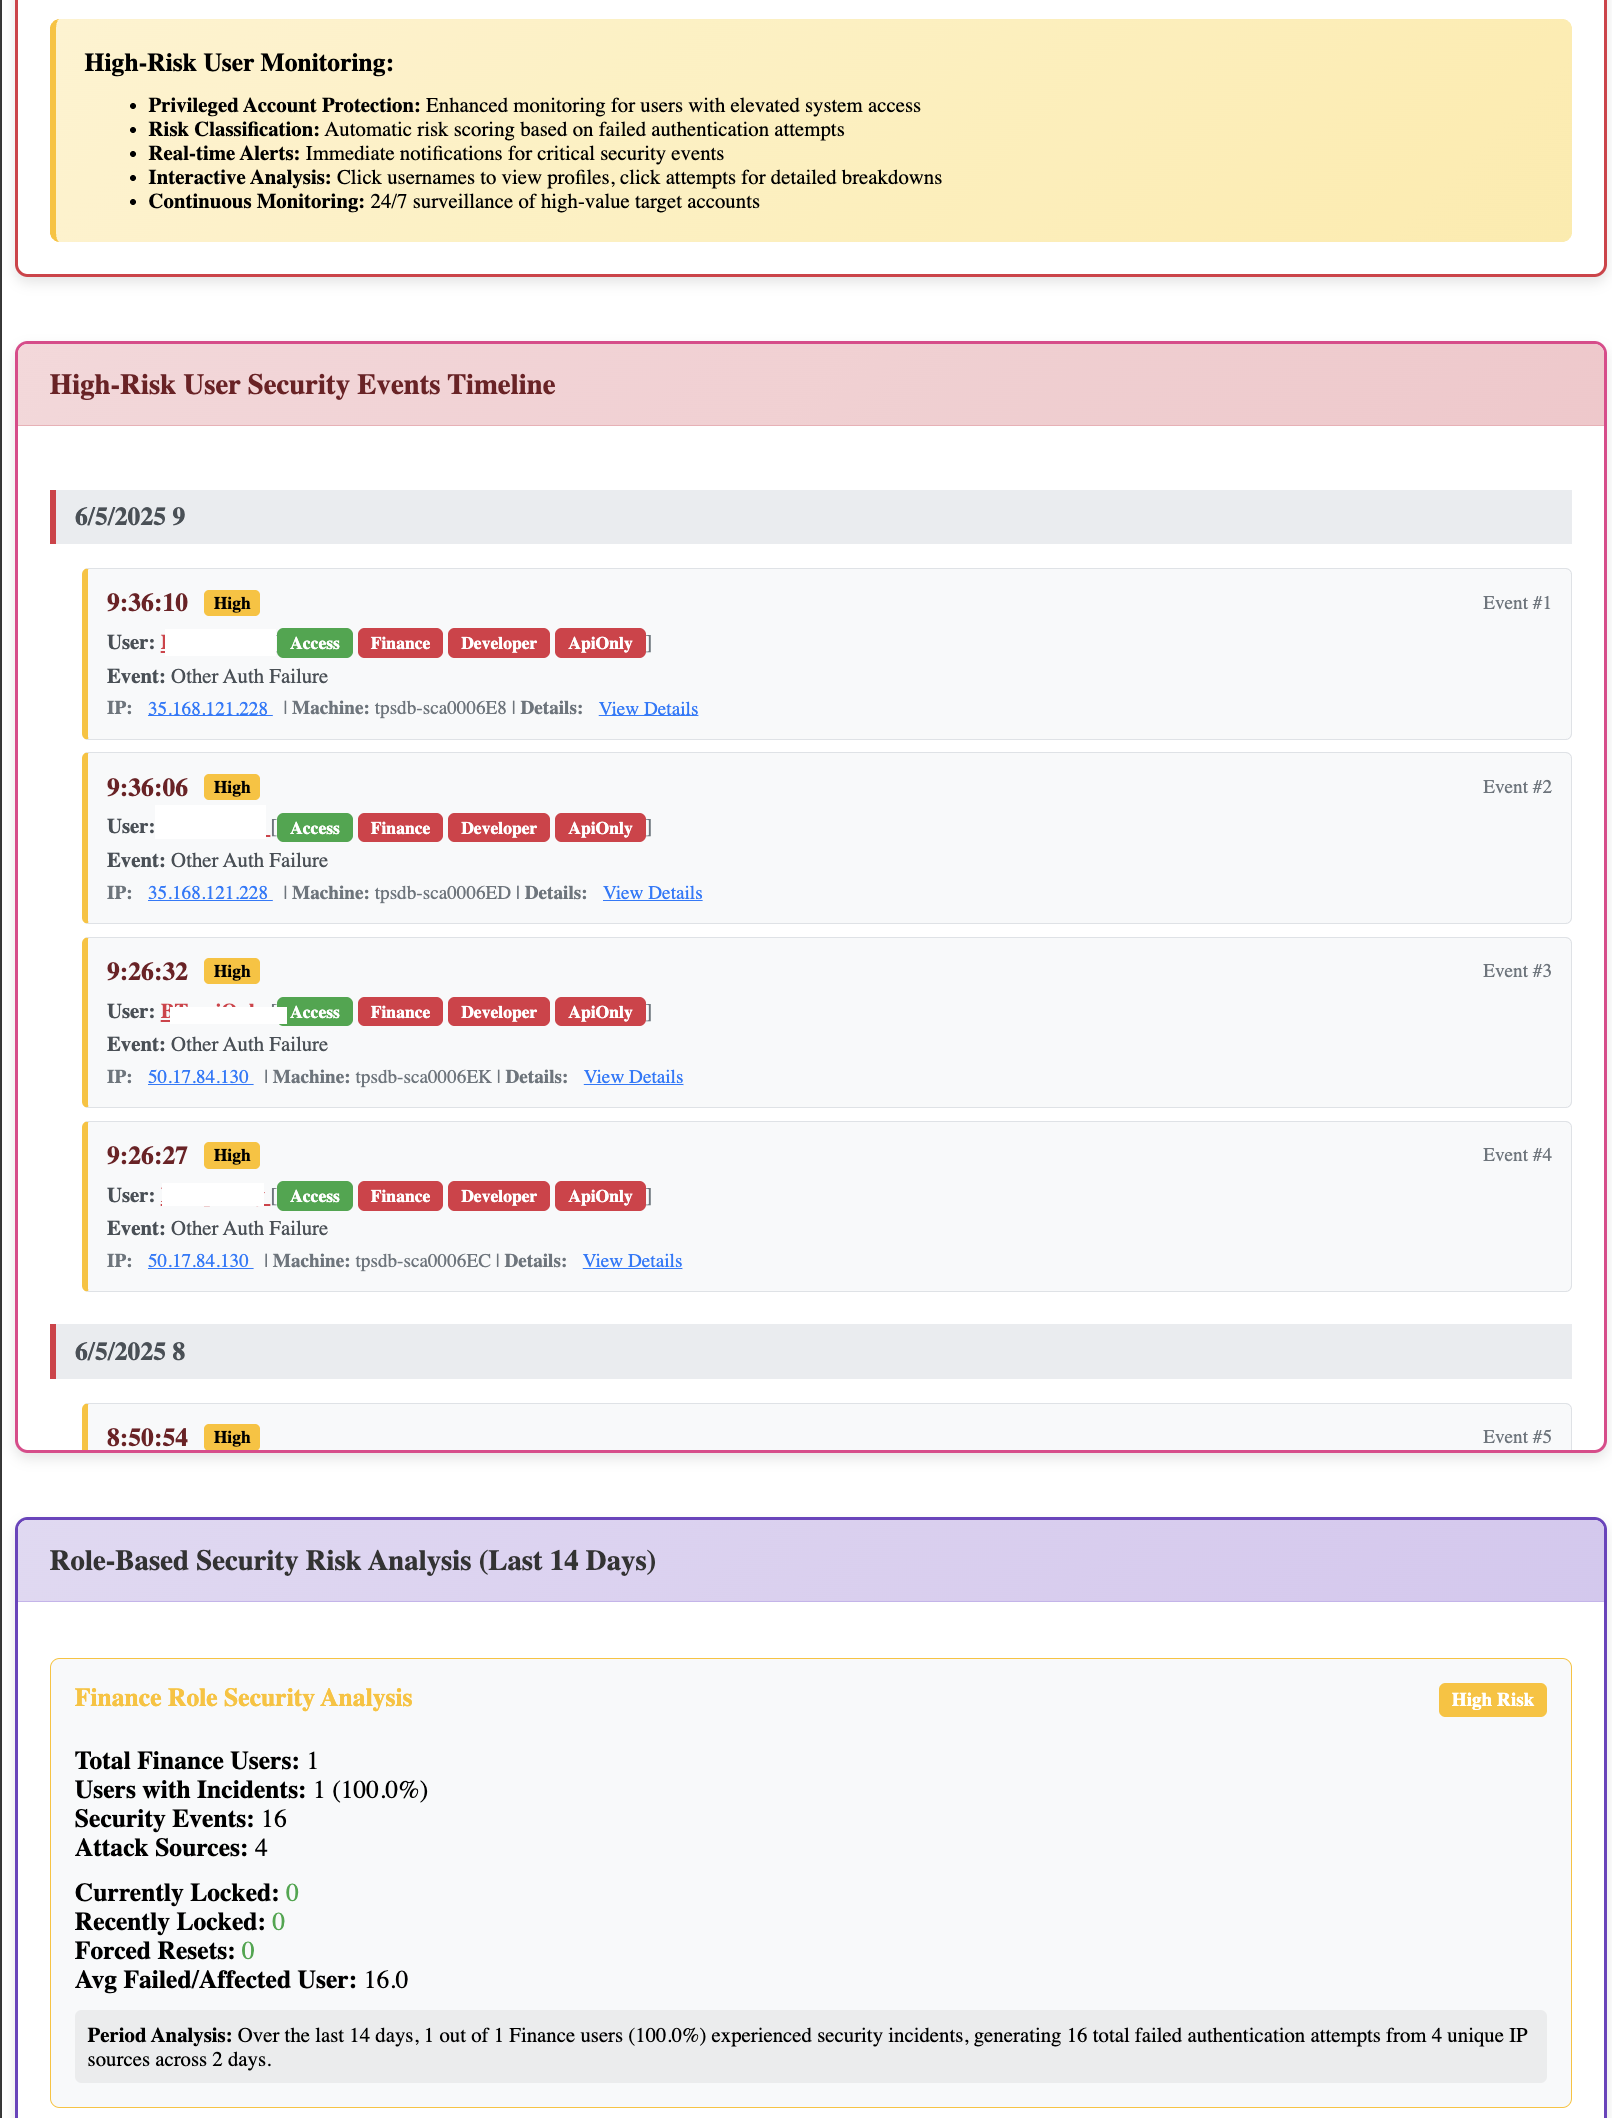 High-Risk User Monitoring:
• Privileged Account Protection: Enhanced monitoring for users with elevated system access
• Risk Classification: Automatic risk scoring based on failed authentication attempts
• Real-time Alerts: Immediate notifications for critical security events
• Interactive Analysis: Click usernames to view profiles, click attempts for detailed breakdowns
• Continuous Monitoring: 24/7 surveillance of high-value target accounts
High-Risk User Security Events Timeline
6/5/2025 9
9:36:10 High Event #1
User: Access Finance Developer ApiOnly ]
Event: Other Auth Failure
IP: 35.168.121.228 | Machine: tpsdb-sca0006E8 | Details: View Details
9:36:06 High Event #2
User: [ Access Finance Developer ApiOnly ]
Event: Other Auth Failure
IP: 35.168.121.228 | Machine: tpsdb-sca0006ED | Details: View Details
9:26:32 High Event #3
User: [ Access Finance Developer ApiOnly ]
Event: Other Auth Failure
IP: 50.17.84.130 | Machine: tpsdb-sca0006EK | Details: View Details
9:26:27 High Event #4
User: [ Access Finance Developer ApiOnly ]
Event: Other Auth Failure
IP: 50.17.84.130 | Machine: tpsdb-sca0006EC | Details: View Details
6/5/2025 8
8:50:54 High Event #5
Role-Based Security Risk Analysis (Last 14 Days)
Finance Role Security Analysis High Risk
Total Finance Users: 1
Users with Incidents: 1 (100.0%)
Security Events: 16
Attack Sources: 4
Currently Locked: 0
Recently Locked: 0
Forced Resets: 0
Avg Failed/Affected User: 16.0
Period Analysis: Over the last 14 days, 1 out of 1 Finance users (100.0%) experienced security incidents, generating 16 total failed authentication attempts from 4 unique IP
sources across 2 days.